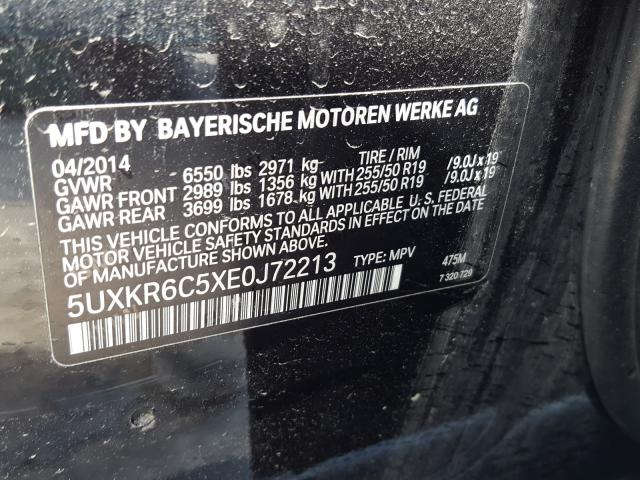 MFD BY BAYERISCHE MOTOREN WERKE AG
04/2014 TIRE / RIM
GVWR 6550 lbs 2971 kg
GAWR FRONT 2989 lbs 1356 kg WITH 255/50 R19 /9.0J x 19
GAWR REAR 3699 lbs 1678 kg WITH 255/50 R19 /9.0J x 19
THIS VEHICLE CONFORMS TO ALL APPLICABLE U. S. FEDERAL
MOTOR VEHICLE SAFETY STANDARDS IN EFFECT ON THE DATE
OF MANUFACTURE SHOWN ABOVE.
5UXKR6C5XE0J72213 TYPE: MPV 475M
7 320 729